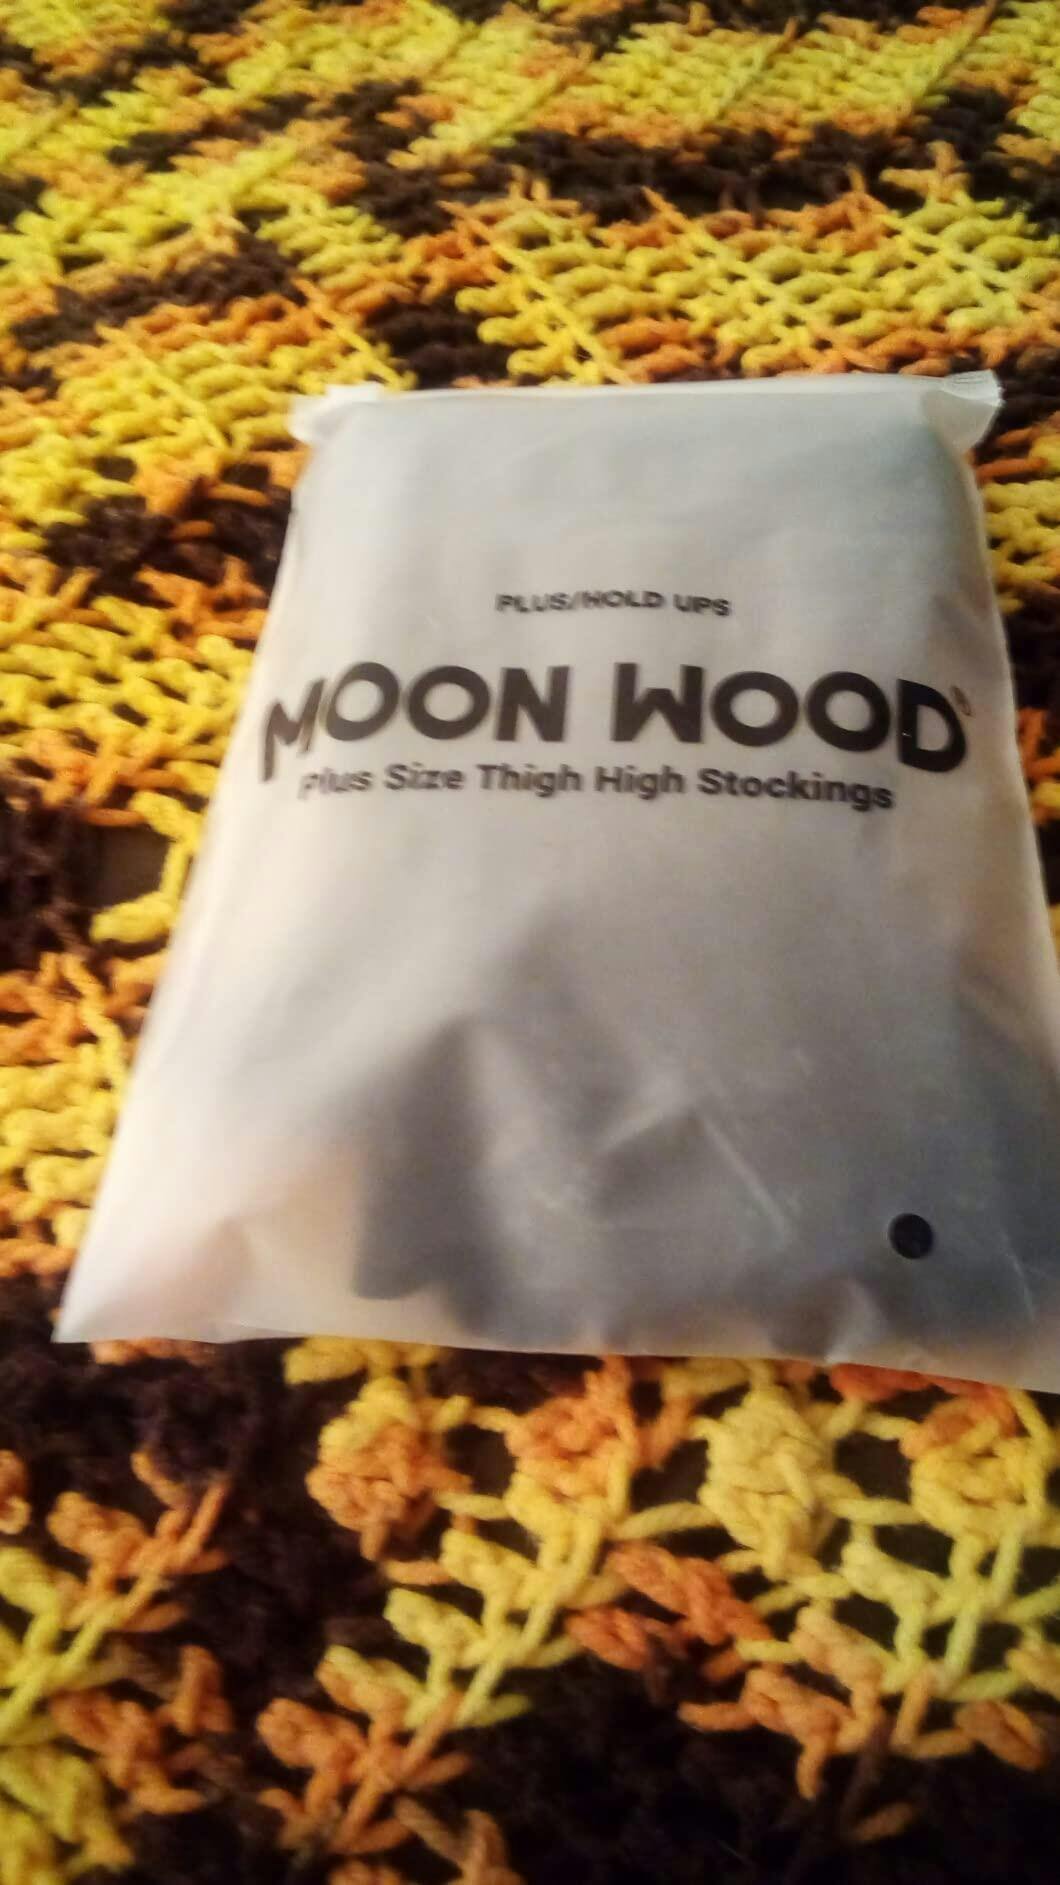 PLUS/HOLD UPS
MOON WOOD®
Plus Size Thigh High Stockings